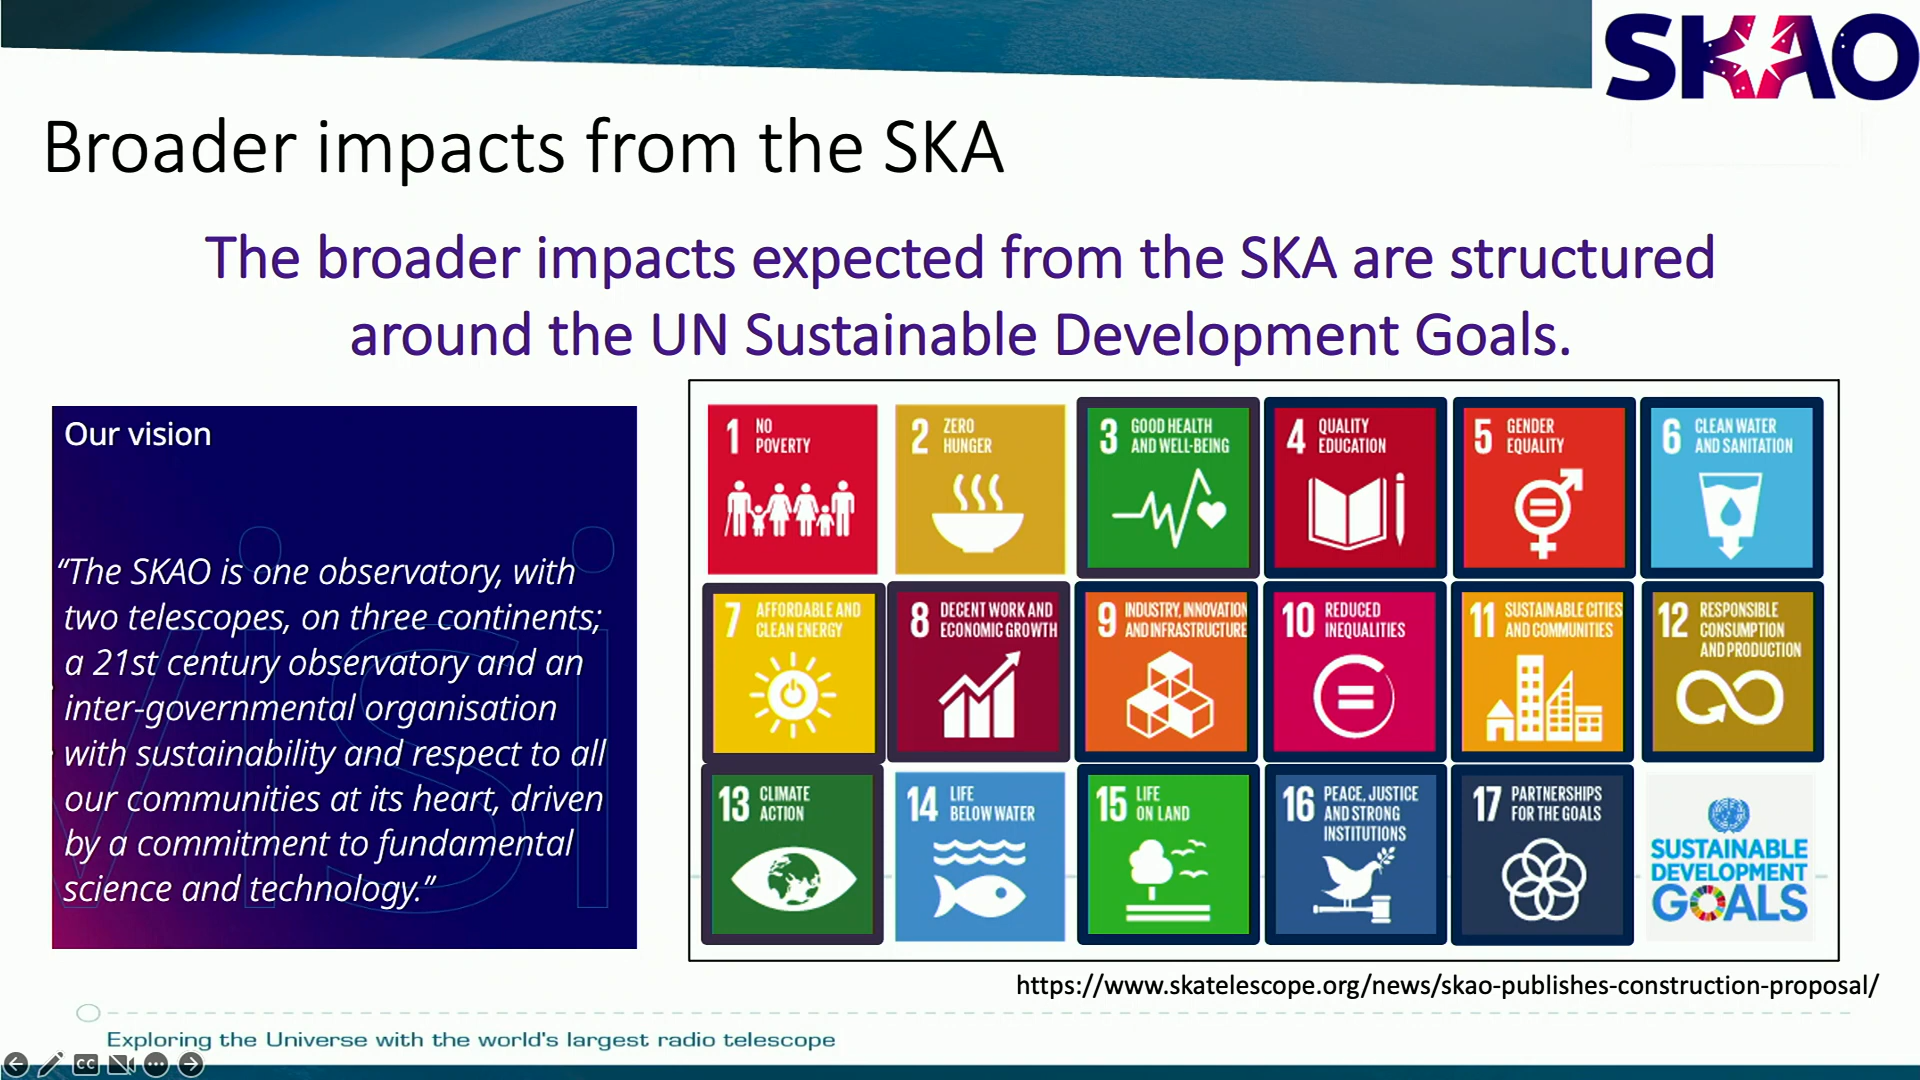 SKAO
Broader impacts from the SKA
The broader impacts expected from the SKA are structured
around the UN Sustainable Development Goals.
Our vision
“The SKAO is one observatory, with
two telescopes, on three continents;
a 21st century observatory and an
inter-governmental organisation
with sustainability and respect to all
our communities at its heart, driven
by a commitment to fundamental
science and technology.”
1 NO
POVERTY
2 ZERO
HUNGER
3 GOOD HEALTH
AND WELL-BEING
4 QUALITY
EDUCATION
5 GENDER
EQUALITY
6 CLEAN WATER
AND SANITATION
7 AFFORDABLE AND
CLEAN ENERGY
8 DECENT WORK AND
ECONOMIC GROWTH
9 INDUSTRY, INNOVATION
AND INFRASTRUCTURE
10 REDUCED
INEQUALITIES
11 SUSTAINABLE CITIES
AND COMMUNITIES
12 RESPONSIBLE
CONSUMPTION
AND PRODUCTION
13 CLIMATE
ACTION
14 LIFE
BELOW WATER
15 LIFE
ON LAND
16 PEACE, JUSTICE
AND STRONG
INSTITUTIONS
17 PARTNERSHIPS
FOR THE GOALS
SUSTAINABLE
DEVELOPMENT
GOALS
https://www.skatelescope.org/news/skao-publishes-construction-proposal/
Exploring the Universe with the world's largest radio telescope
CC